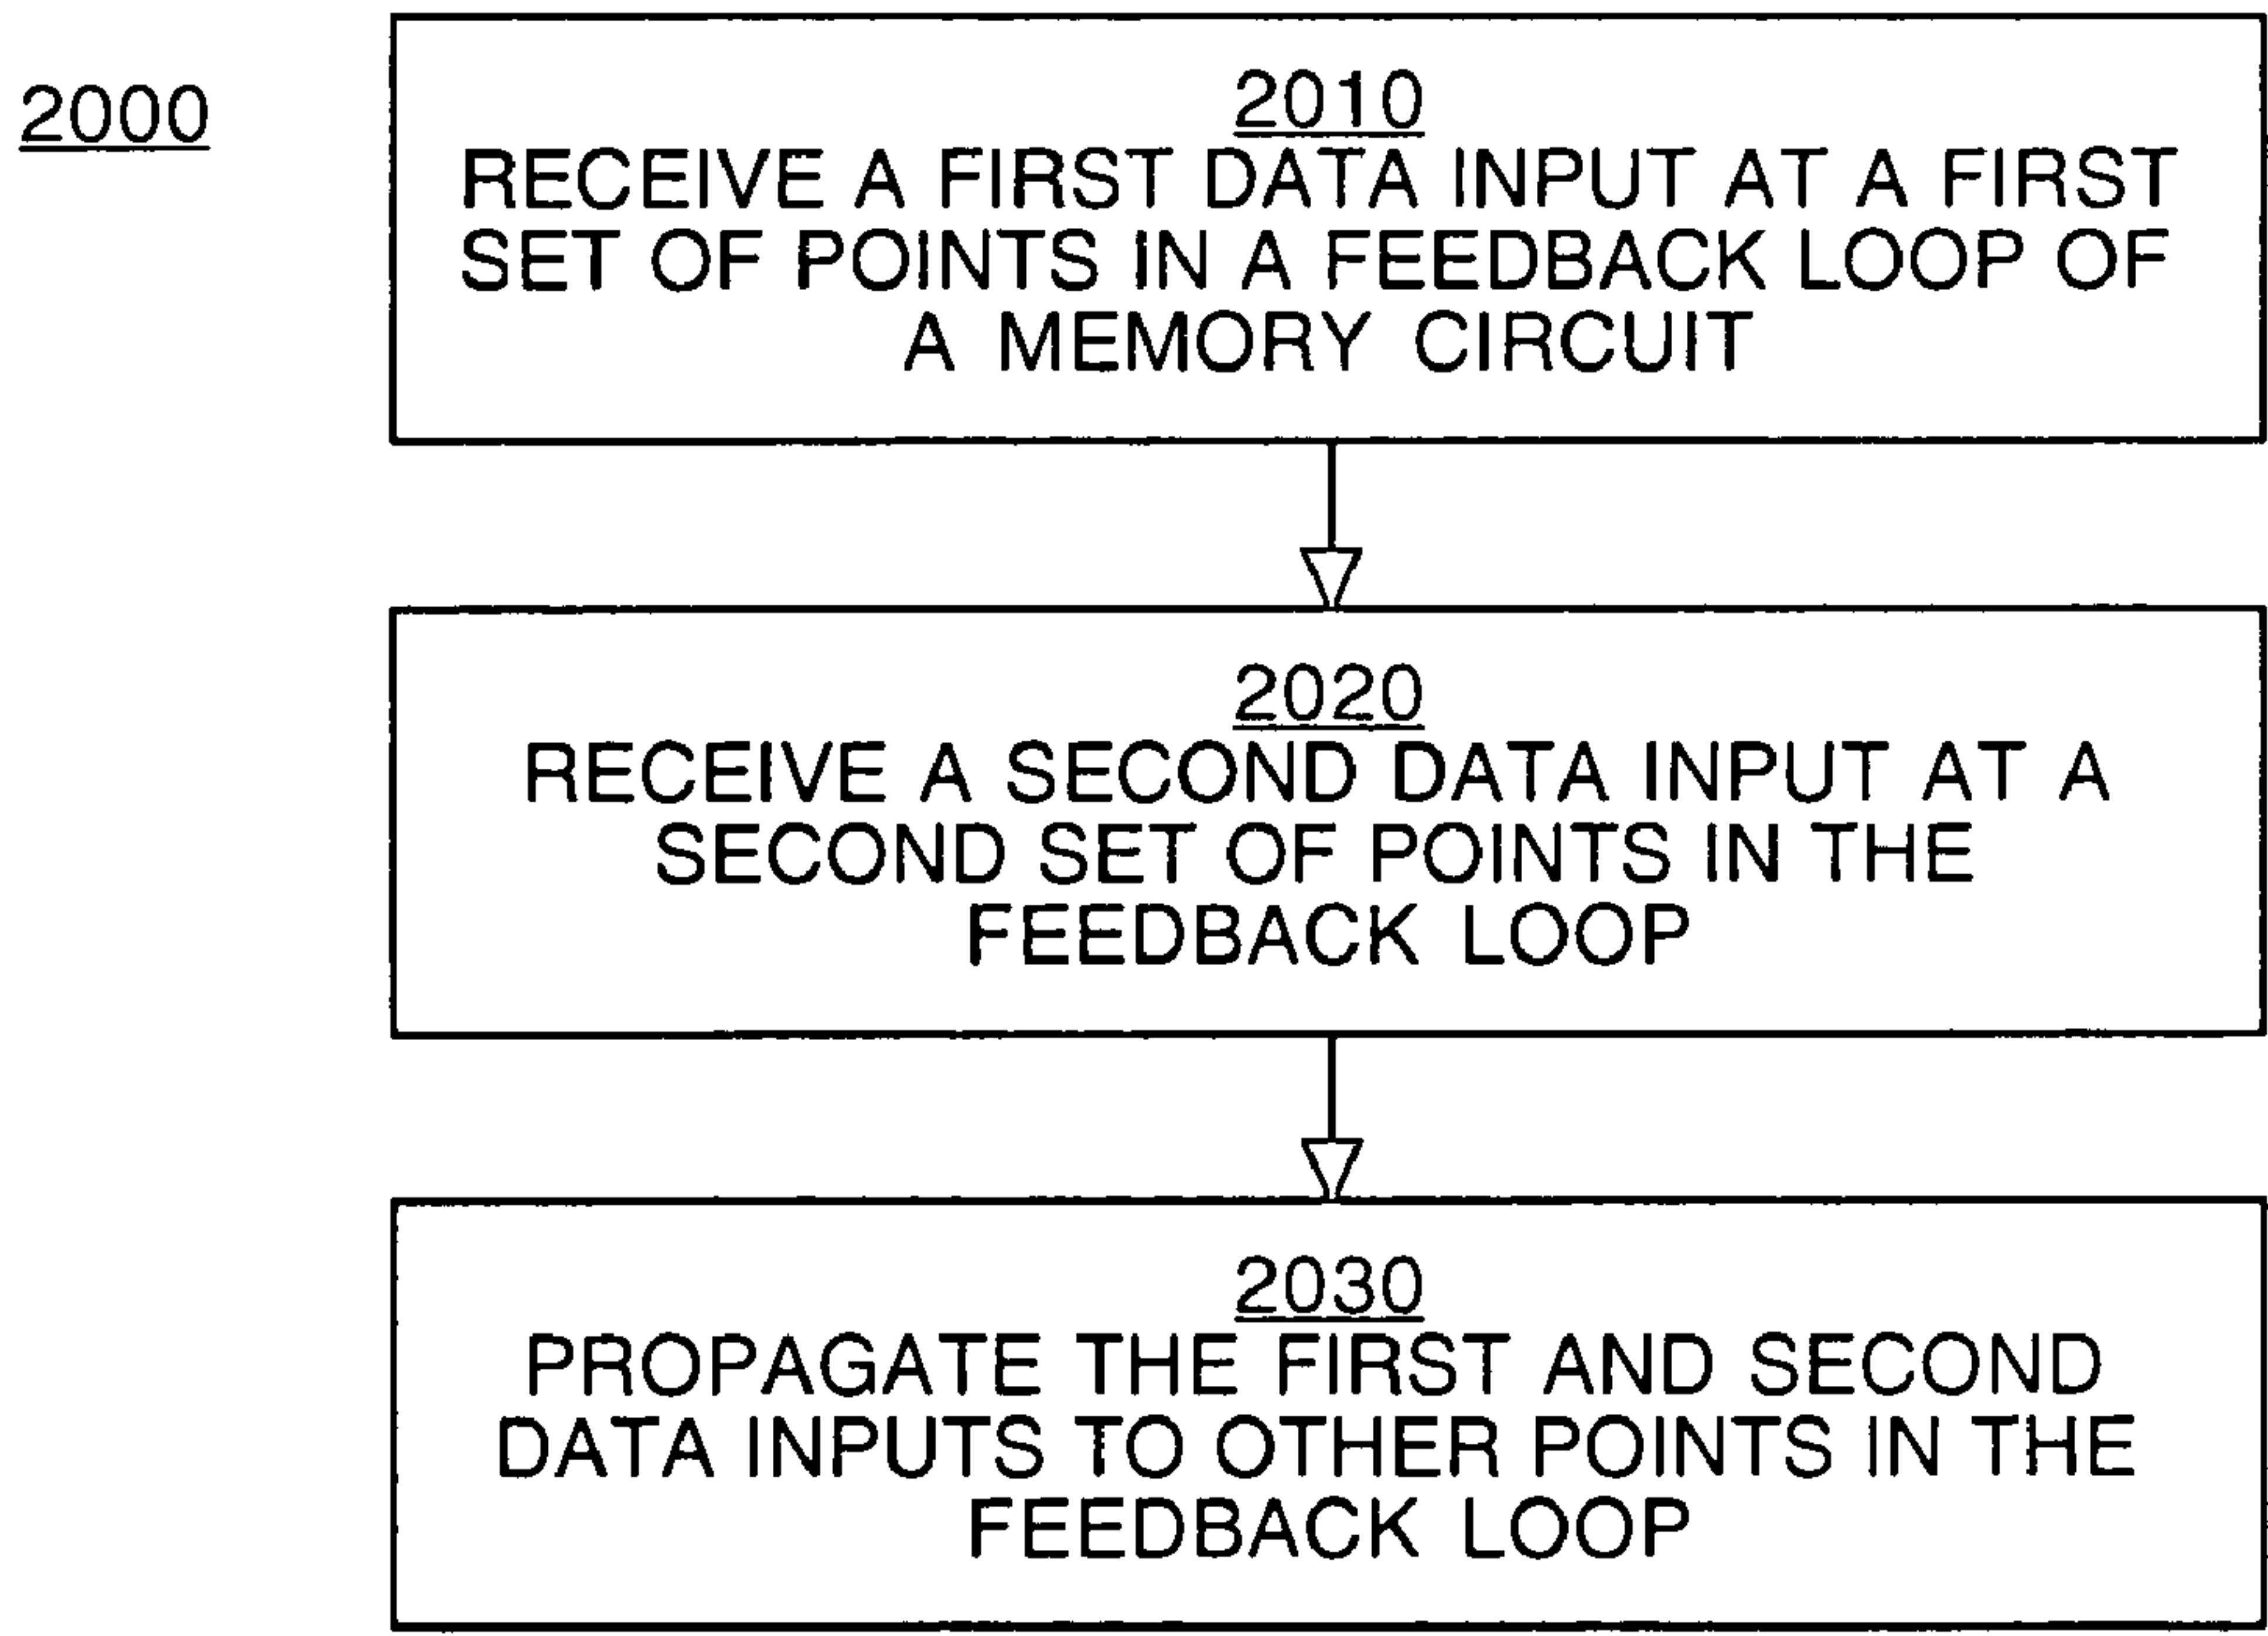 2000
2010
RECEIVE A FIRST DATA INPUT AT A FIRST
SET OF POINTS IN A FEEDBACK LOOP OF
A MEMORY CIRCUIT
2020
RECEIVE A SECOND DATA INPUT AT A
SECOND SET OF POINTS IN THE
FEEDBACK LOOP
2030
PROPAGATE THE FIRST AND SECOND
DATA INPUTS TO OTHER POINTS IN THE
FEEDBACK LOOP